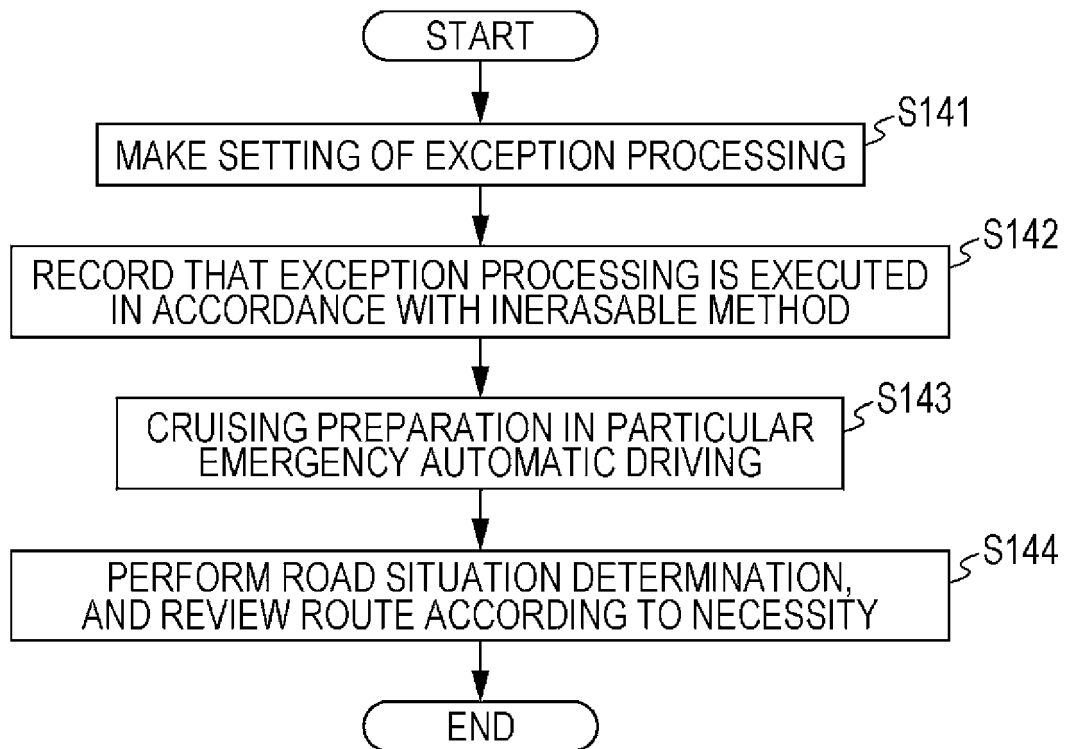 START
S141
MAKE SETTING OF EXCEPTION PROCESSING
S142
RECORD THAT EXCEPTION PROCESSING IS EXECUTED
IN ACCORDANCE WITH INERASABLE METHOD
S143
CRUISING PREPARATION IN PARTICULAR
EMERGENCY AUTOMATIC DRIVING
S144
PERFORM ROAD SITUATION DETERMINATION,
AND REVIEW ROUTE ACCORDING TO NECESSITY
END